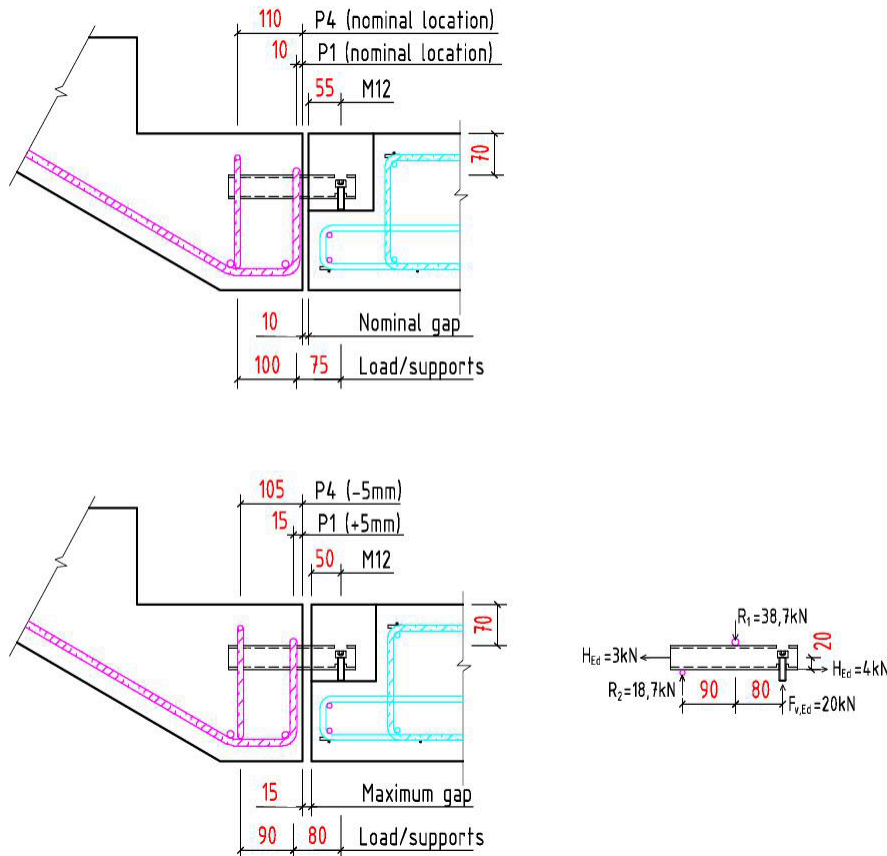 110 P4 (nominal location)
10 P1 (nominal location)
55 M12
70
10 Nominal gap
100 75 Load/supports
105 P4 (-5mm)
15 P1 (+5mm)
50 M12
70
15 Maximum gap
90 80 Load/supports
R1=38,7kN
20
HEd=3kN
HEd=4kN
R2=18,7kN
90 80
Fv,Ed=20kN